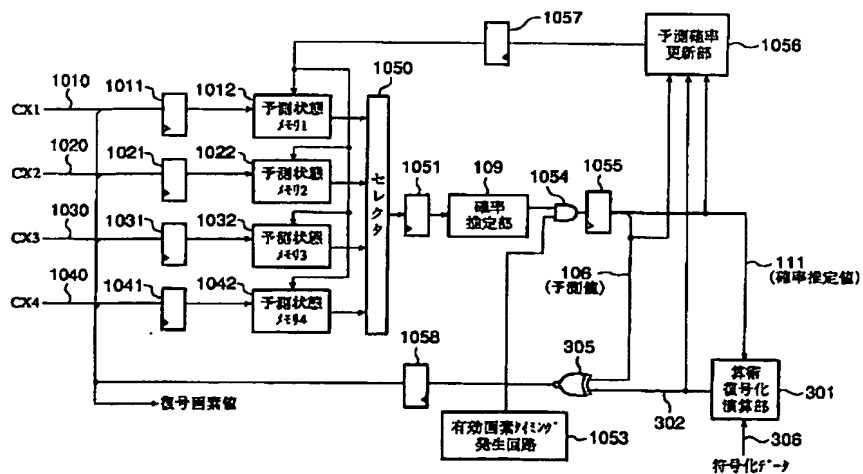 1057
予測確率
更新部
1056
1050
1010
1011
1012
CX1
予測状態
メモリ1
1020
1021
1022
CX2
予測状態
メモリ2
1030
1031
1032
CX3
予測状態
メモリ3
1040
1041
1042
CX4
予測状態
メモリ4
セレクタ
1051
109
確率
推定部
1054
1055
106
(予測値)
111
(確率推定値)
1058
305
算術
復号化
演算部
301
302
復号画素値
有効画素タイミング
発生回路
1053
306
符号化データ